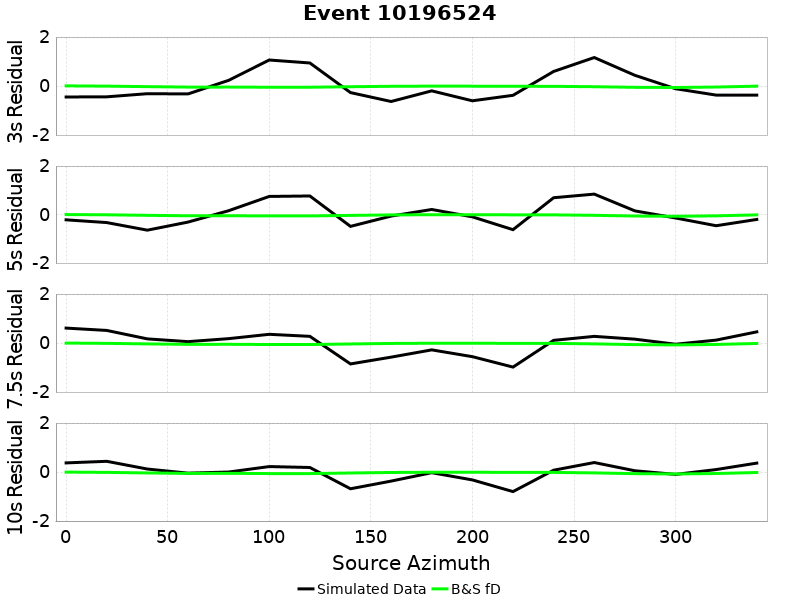 Event 10196524
3s Residual
2
0
-2
5s Residual
2
0
-2
7.5s Residual
2
0
-2
10s Residual
2
0
-2
0 50 100 150 200 250 300
Source Azimuth
Simulated Data B&S fD